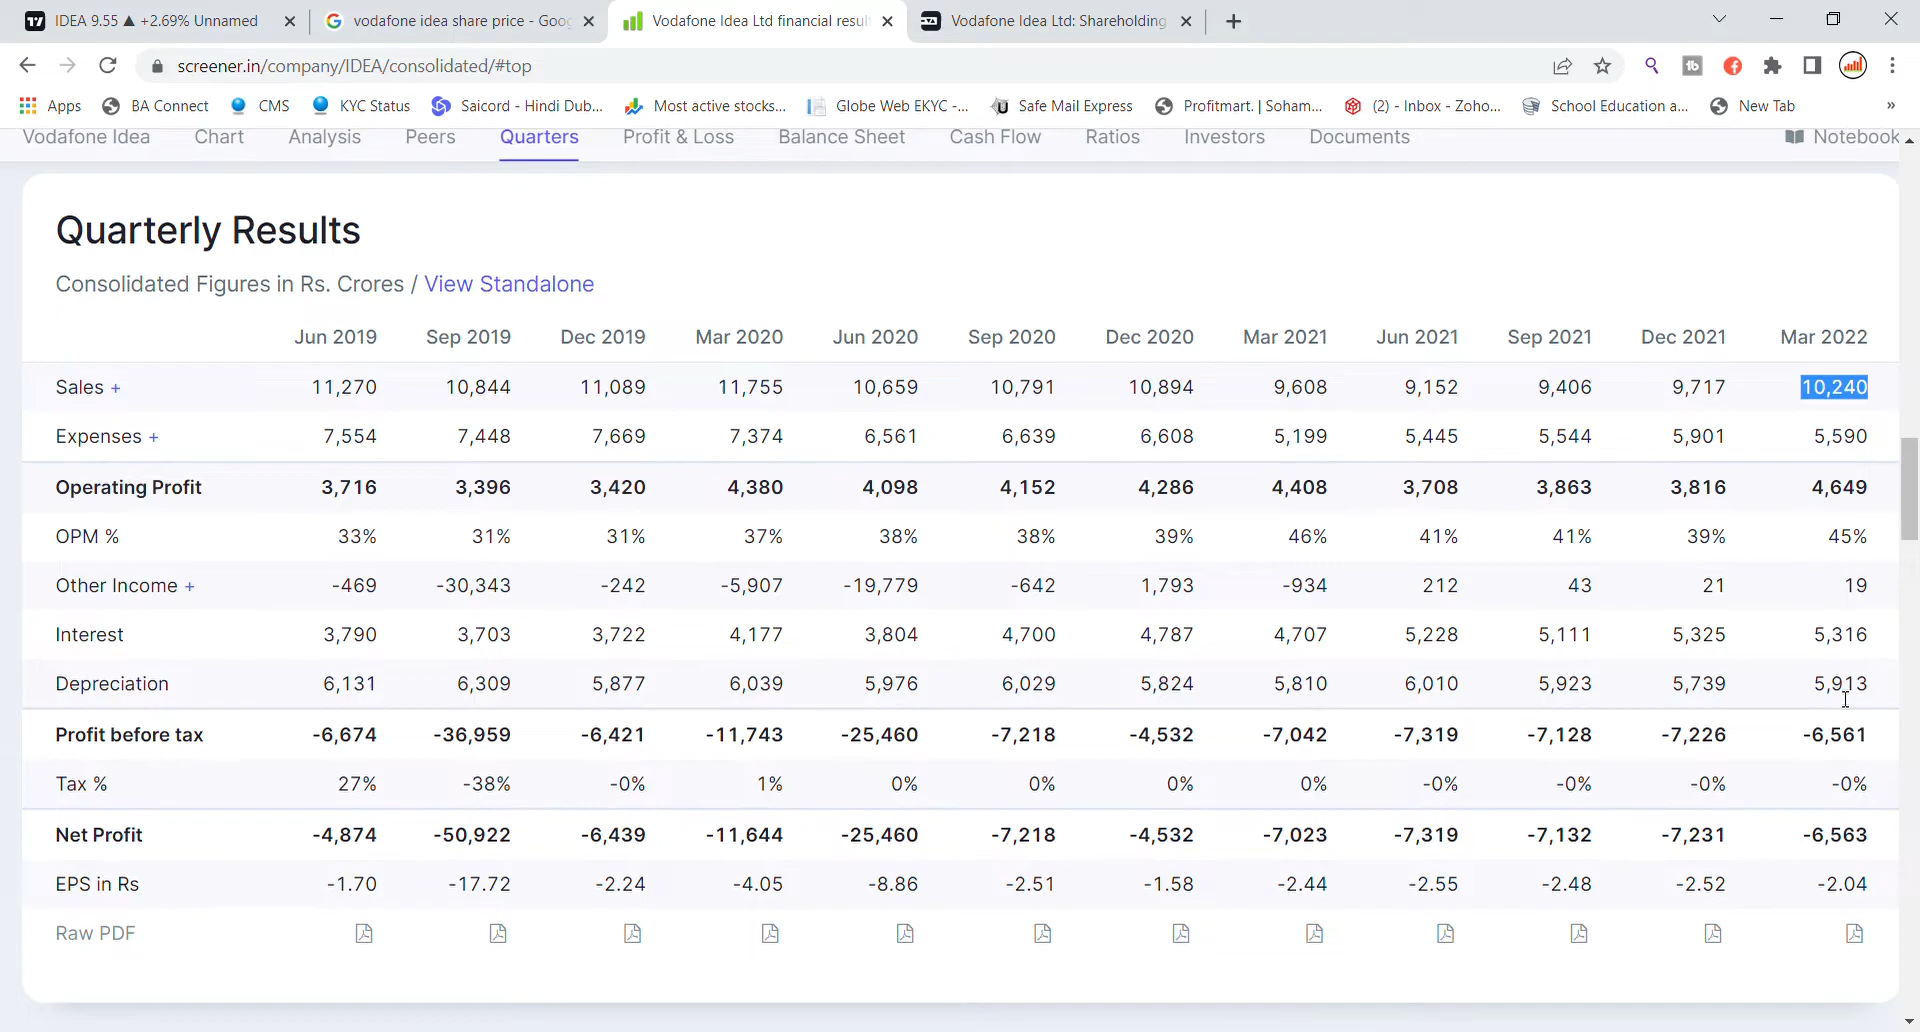 IDEA 9.55 ▲ +2.69% Unnamed
vodafone idea share price - Goog
Vodafone Idea Ltd financial result
Vodafone Idea Ltd: Shareholding
screener.in/company/IDEA/consolidated/#top
Apps BA Connect CMS KYC Status Saicord - Hindi Dub... Most active stocks... Globe Web EKYC -... Safe Mail Express Profitmart. | Soham... (2) - Inbox - Zoho... School Education a... New Tab »
Vodafone Idea Chart Analysis Peers Quarters Profit & Loss Balance Sheet Cash Flow Ratios Investors Documents Notebook
Quarterly Results
Consolidated Figures in Rs. Crores / View Standalone
Jun 2019 Sep 2019 Dec 2019 Mar 2020 Jun 2020 Sep 2020 Dec 2020 Mar 2021 Jun 2021 Sep 2021 Dec 2021 Mar 2022
Sales + 11,270 10,844 11,089 11,755 10,659 10,791 10,894 9,608 9,152 9,406 9,717 10,240
Expenses + 7,554 7,448 7,669 7,374 6,561 6,639 6,608 5,199 5,445 5,544 5,901 5,590
Operating Profit 3,716 3,396 3,420 4,380 4,098 4,152 4,286 4,408 3,708 3,863 3,816 4,649
OPM % 33% 31% 31% 37% 38% 38% 39% 46% 41% 41% 39% 45%
Other Income + -469 -30,343 -242 -5,907 -19,779 -642 1,793 -934 212 43 21 19
Interest 3,790 3,703 3,722 4,177 3,804 4,700 4,787 4,707 5,228 5,111 5,325 5,316
Depreciation 6,131 6,309 5,877 6,039 5,976 6,029 5,824 5,810 6,010 5,923 5,739 5,913
Profit before tax -6,674 -36,959 -6,421 -11,743 -25,460 -7,218 -4,532 -7,042 -7,319 -7,128 -7,226 -6,561
Tax % 27% -38% -0% 1% 0% 0% 0% 0% -0% -0% -0% -0%
Net Profit -4,874 -50,922 -6,439 -11,644 -25,460 -7,218 -4,532 -7,023 -7,319 -7,132 -7,231 -6,563
EPS in Rs -1.70 -17.72 -2.24 -4.05 -8.86 -2.51 -1.58 -2.44 -2.55 -2.48 -2.52 -2.04
Raw PDF